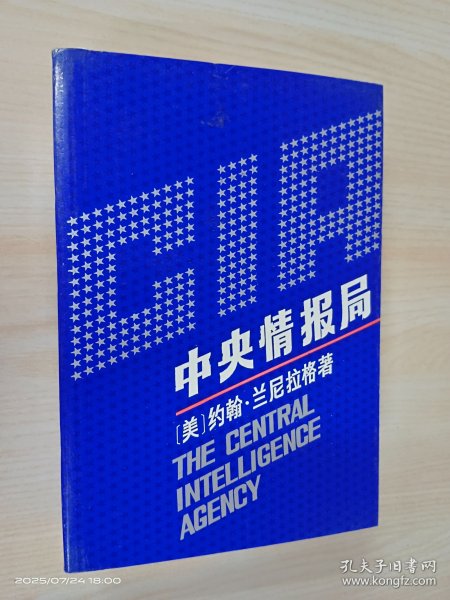 CIA
中央情报局
[美]约翰·兰尼拉格著
THE CENTRAL
INTELLIGENCE
AGENCY
2025/07/24 18:00
孔夫子旧书网
www.kongfz.com